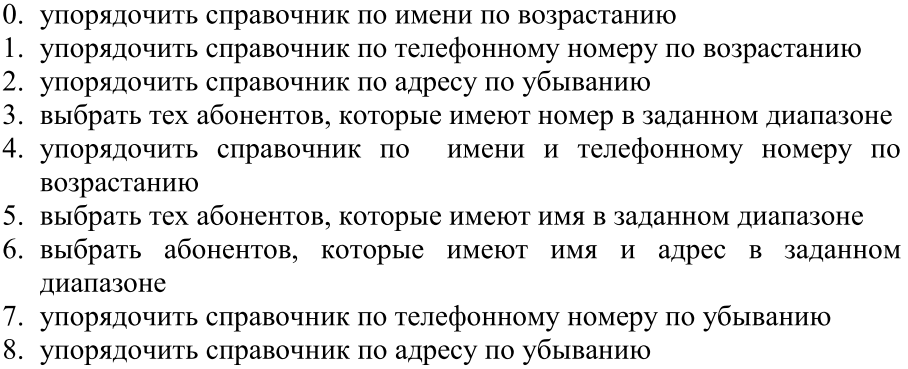 0. упорядочить справочник по имени по возрастанию
1. упорядочить справочник по телефонному номеру по возрастанию
2. упорядочить справочник по адресу по убыванию
3. выбрать тех абонентов, которые имеют номер в заданном диапазоне
4. упорядочить справочник по имени и телефонному номеру по
возрастанию
5. выбрать тех абонентов, которые имеют имя в заданном диапазоне
6. выбрать абонентов, которые имеют имя и адрес в заданном
диапазоне
7. упорядочить справочник по телефонному номеру по убыванию
8. упорядочить справочник по адресу по убыванию